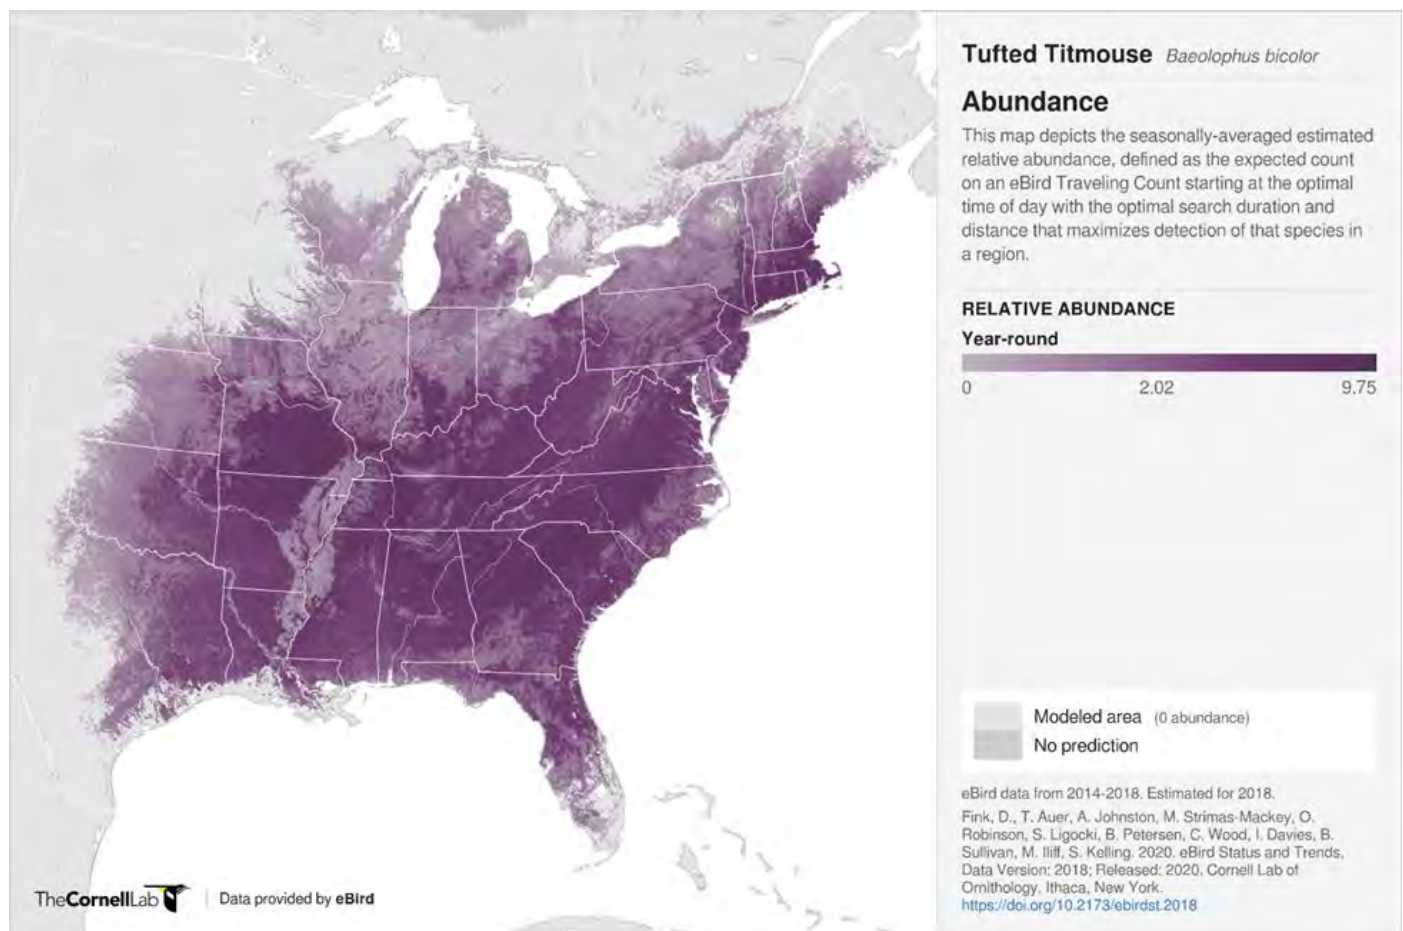 Tufted Titmouse Baeolophus bicolor
Abundance
This map depicts the seasonally-averaged estimated
relative abundance, defined as the expected count
on an eBird Traveling Count starting at the optimal
time of day with the optimal search duration and
distance that maximizes detection of that species in
a region.
RELATIVE ABUNDANCE
Year-round
0 2.02 9.75
Modeled area (0 abundance)
No prediction
eBird data from 2014-2018. Estimated for 2018.
Fink, D., T. Auer, A. Johnston, M. Strimas-Mackey, O.
Robinson, S. Ligocki, B. Petersen, C. Wood, I. Davies, B.
Sullivan, M. Iliff, S. Kelling. 2020. eBird Status and Trends,
Data Version: 2018; Released: 2020. Cornell Lab of
Ornithology, Ithaca, New York.
https://doi.org/10.2173/ebirdst.2018
TheCornellLab Data provided by eBird